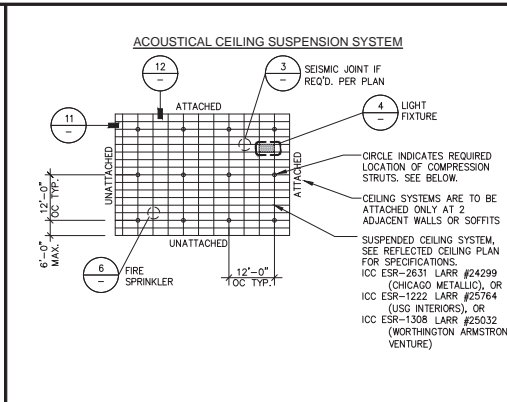 ACOUSTICAL CEILING SUSPENSION SYSTEM
12
-
3
-
SEISMIC JOINT IF
REQ'D. PER PLAN
ATTACHED
11
-
4
-
LIGHT
FIXTURE
UNATTACHED
ATTACHED
CIRCLE INDICATES REQUIRED
LOCATION OF COMPRESSION
STRUTS. SEE BELOW.
12'-0"
OC TYP.
CEILING SYSTEMS ARE TO BE
ATTACHED ONLY AT 2
ADJACENT WALLS OR SOFFITS
6'-0"
MAX.
UNATTACHED
6
-
FIRE
SPRINKLER
12'-0"
OC TYP.
SUSPENDED CEILING SYSTEM,
SEE REFLECTED CEILING PLAN
FOR SPECIFICATIONS.
ICC ESR-2631 LARR #24299
(CHICAGO METALLIC), OR
ICC ESR-1222 LARR #25764
(USG INTERIORS), OR
ICC ESR-1308 LARR #25032
(WORTHINGTON ARMSTRON
VENTURE)